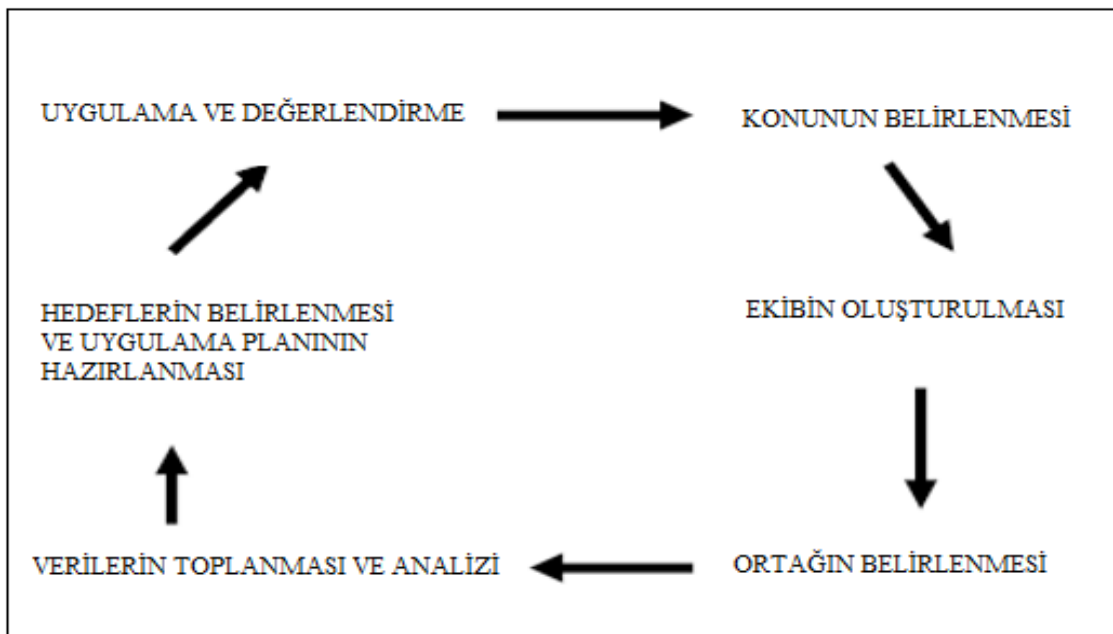 UYGULAMA VE DEĞERLENDİRME
KONUNUN BELİRLENMESİ
HEDEFLERİN BELİRLENMESİ
VE UYGULAMA PLANININ
HAZIRLANMASI
EKİBİN OLUŞTURULMASI
VERİLERİN TOPLANMASI VE ANALİZİ
ORTAĞIN BELİRLENMESİ